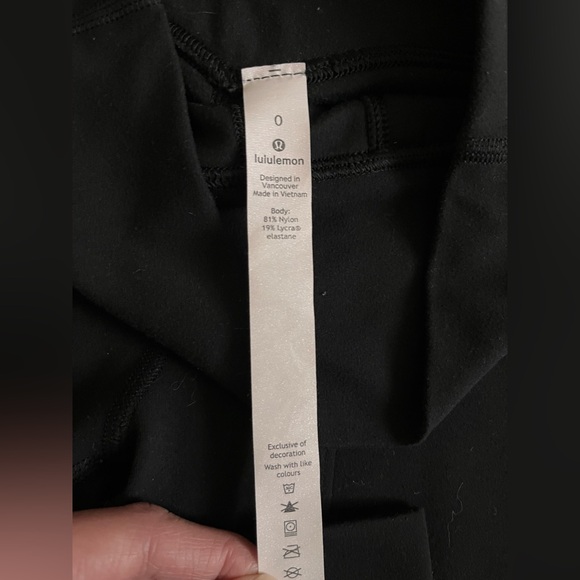 0
lululemon
Designed in
Vancouver
Made in Vietnam
Body:
81% Nylon
19% Lycra®
elastane
Exclusive of
decoration
Wash with like
colours